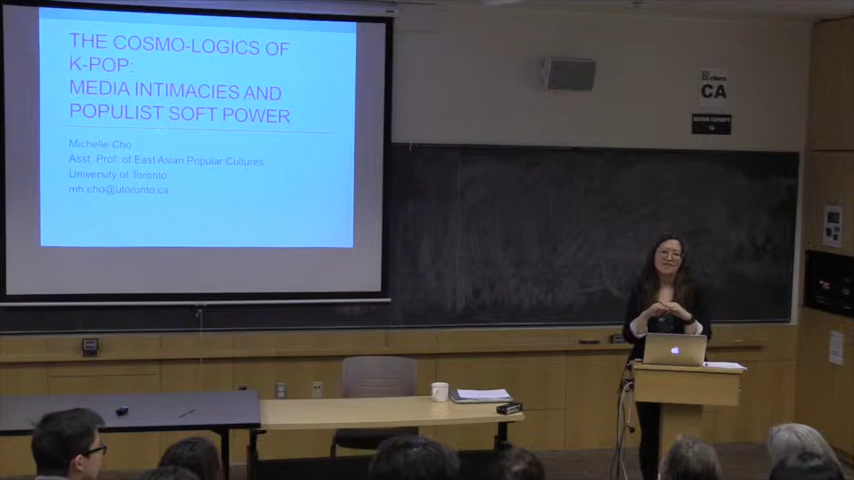 THE COSMO-LOGICS OF
K-POP:
MEDIA INTIMACIES AND
POPULIST SOFT POWER
Michelle Cho
Asst. Prof. of East Asian Popular Cultures
University of Toronto
mh.cho@utoronto.ca
CA